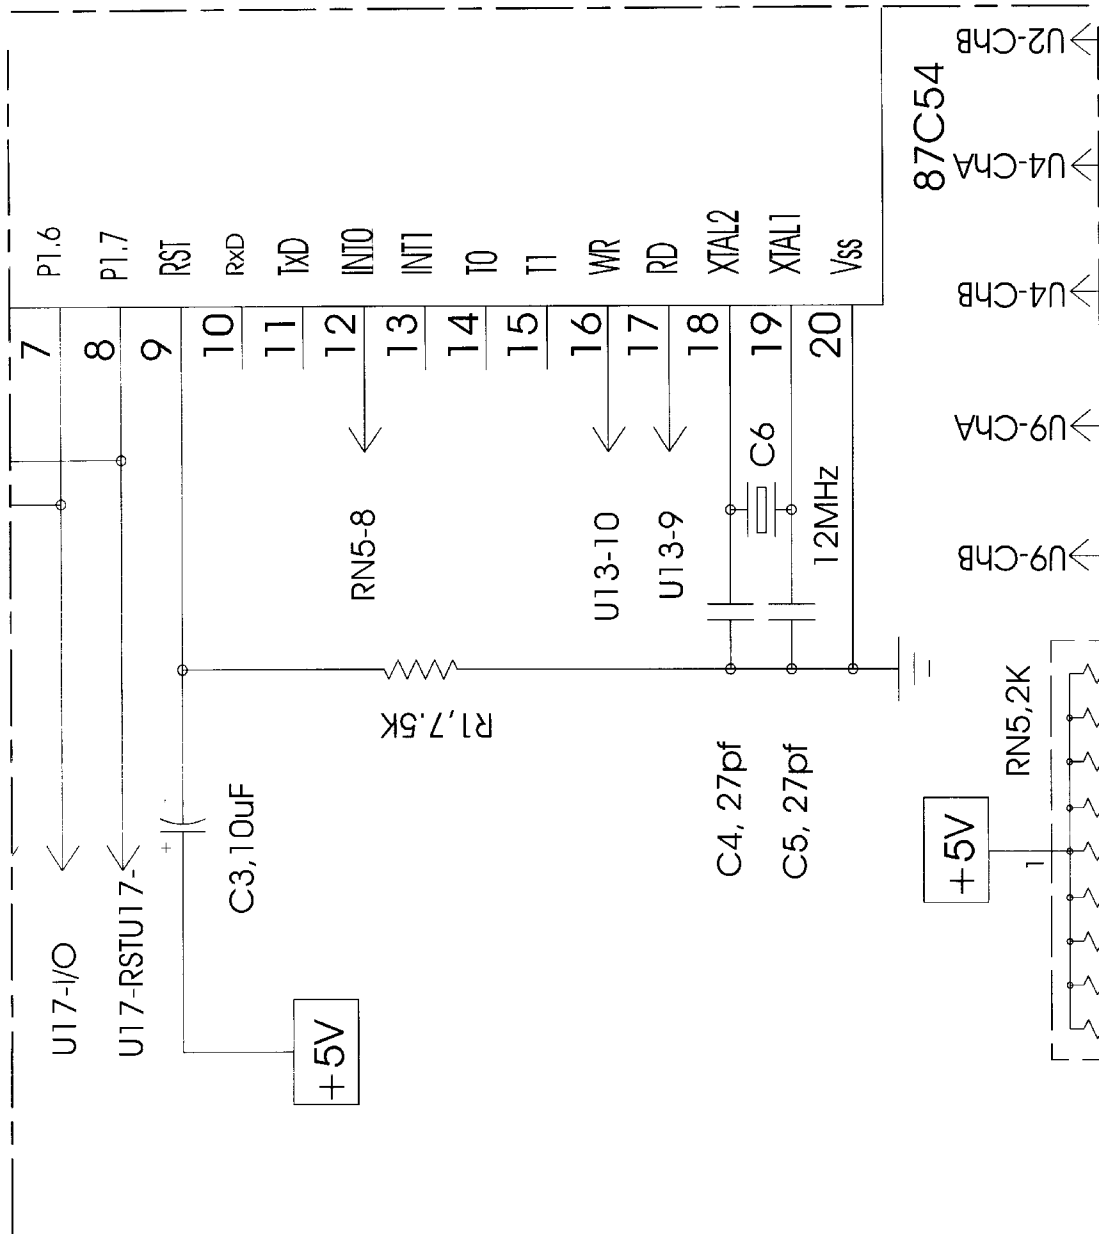 P1.6
P1.7
RST
RxD
TxD
INT0
INT1
T0
T1
WR
RD
XTAL2
XTAL1
Vss
87C54
7
8
9
10
11
12
13
14
15
16
17
18
19
20
U2-ChB
U4-ChA
U4-ChB
U9-ChA
U9-ChB
RN5-8
U13-10
U13-9
C6
12MHz
R1,7.5K
C4, 27pf
C5, 27pf
C3,10uF
+
U17-I/O
U17-RSTU17-
+5V
RN5,2K
+5V
1